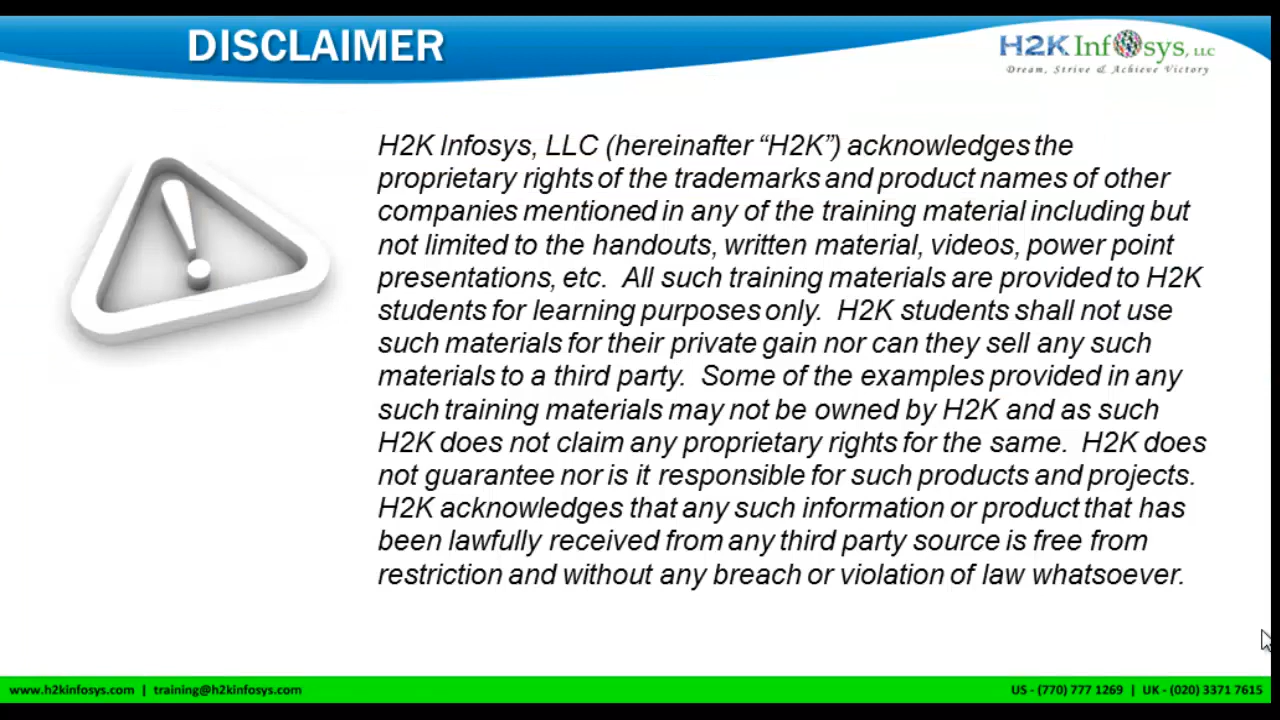 DISCLAIMER
H2K Infosys, LLC
Dream, Strive & Achieve Victory
H2K Infosys, LLC (hereinafter “H2K”) acknowledges the
proprietary rights of the trademarks and product names of other
companies mentioned in any of the training material including but
not limited to the handouts, written material, videos, power point
presentations, etc. All such training materials are provided to H2K
students for learning purposes only. H2K students shall not use
such materials for their private gain nor can they sell any such
materials to a third party. Some of the examples provided in any
such training materials may not be owned by H2K and as such
H2K does not claim any proprietary rights for the same. H2K does
not guarantee nor is it responsible for such products and projects.
H2K acknowledges that any such information or product that has
been lawfully received from any third party source is free from
restriction and without any breach or violation of law whatsoever.
www.h2kinfosys.com | training@h2kinfosys.com
US - (770) 777 1269 | UK - (020) 3371 7615